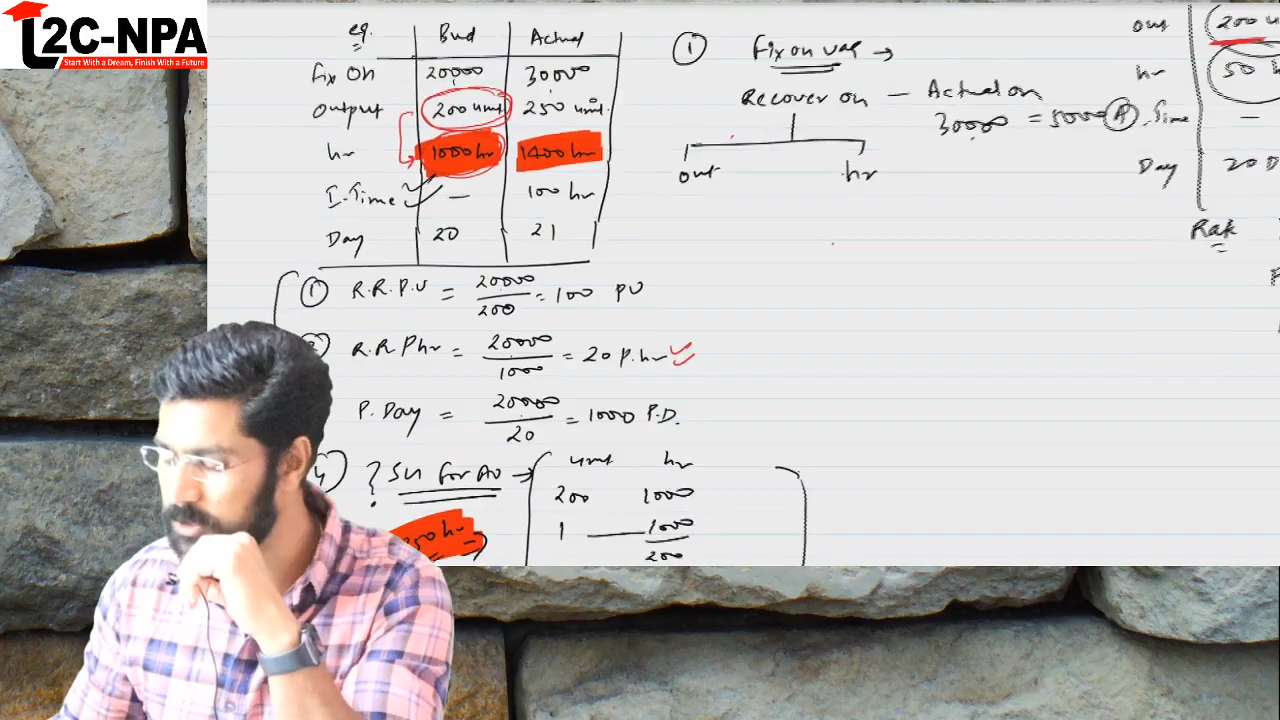 L2C-NPA
Start With a Dream, Finish With a Future
eg. Bud Actual
Fix OH 20000 30000
Output 200 unit 250 unit
hr 1000 hr 1400 hr
I. Time — 100 hr
Day 20 21
① R.R.P.U = 20000/200 = 100 PU
R.R Phr = 20000/1000 = 20 P.hr
P. Day = 20000/20 = 1000 P.D.
? SH for AO →
unit hr
200 1000
1 — 1000/200
① Fix OH var →
Recover OH — Actual OH
30000 = 5000 (A)
out hr
out 200 u
hr 50 h
Time —
Day 20 D